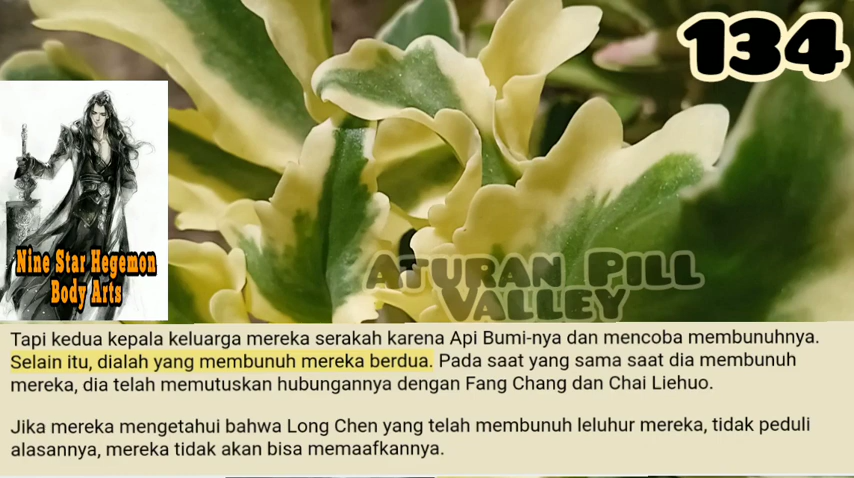 134
Nine Star Hegemon
Body Arts
ATURAN PILL
VALLEY
Tapi kedua kepala keluarga mereka serakah karena Api Bumi-nya dan mencoba membunuhnya.
Selain itu, dialah yang membunuh mereka berdua. Pada saat yang sama saat dia membunuh
mereka, dia telah memutuskan hubungannya dengan Fang Chang dan Chai Liehuo.
Jika mereka mengetahui bahwa Long Chen yang telah membunuh leluhur mereka, tidak peduli
alasannya, mereka tidak akan bisa memaafkannya.